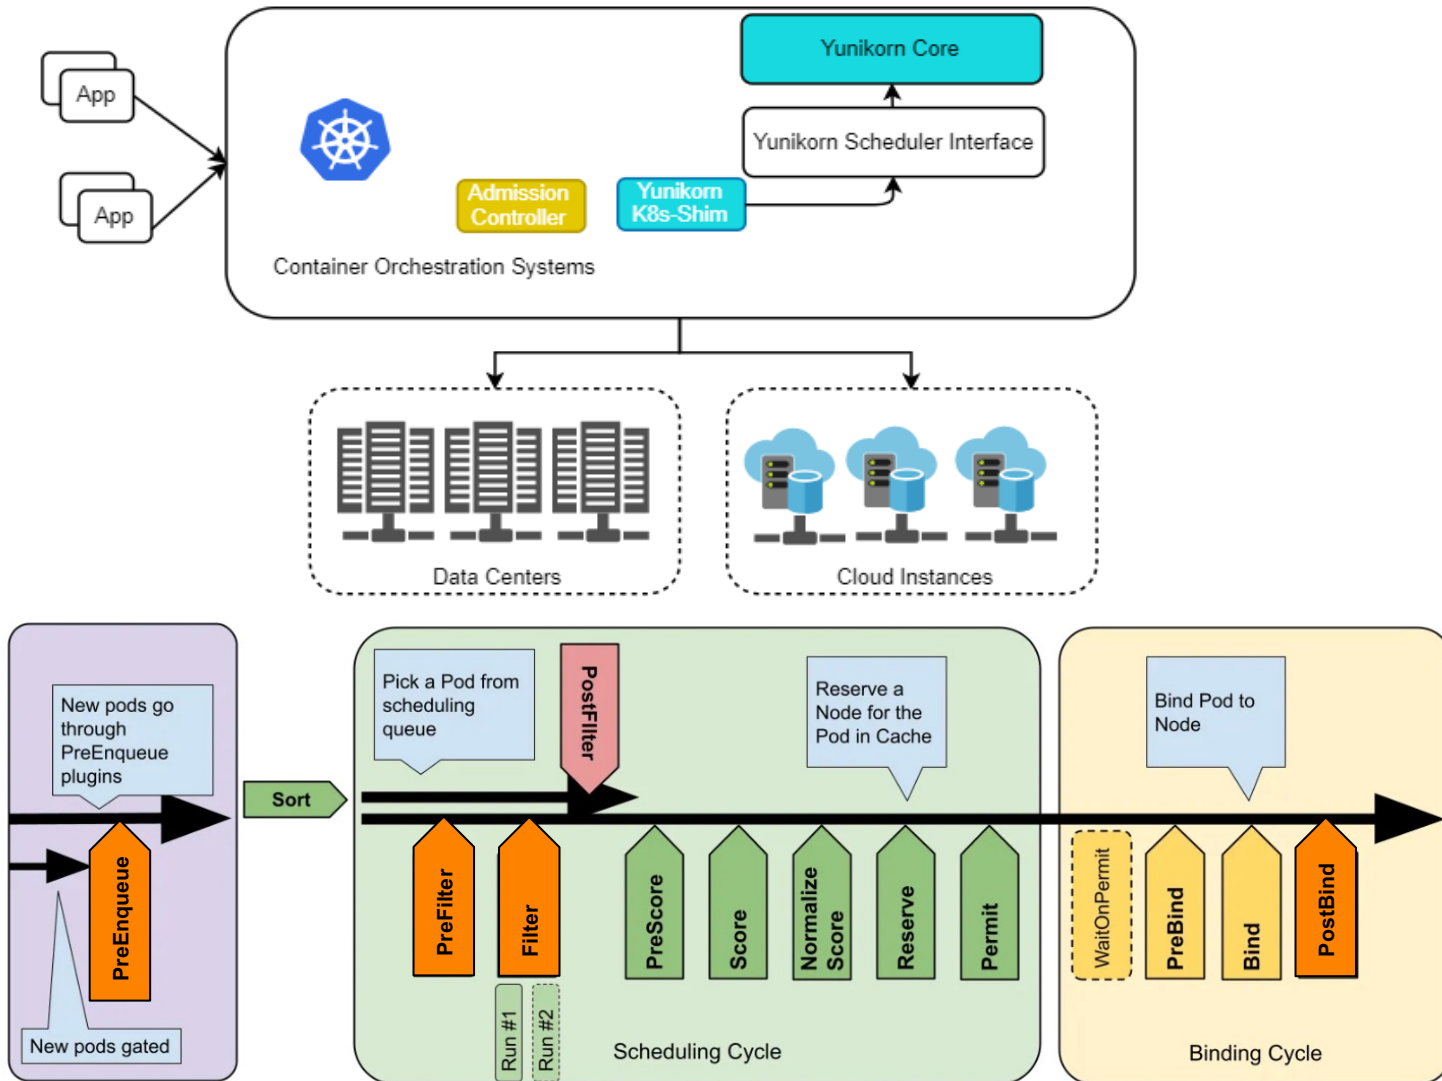 App
App
Yunikorn Core
Yunikorn Scheduler Interface
Admission
Controller
Yunikorn
K8s-Shim
Container Orchestration Systems
Data Centers
Cloud Instances
New pods go
through
PreEnqueue
plugins
PreEnqueue
New pods gated
Sort
Pick a Pod from
scheduling
queue
PostFIlter
Reserve a
Node for the
Pod in Cache
Bind Pod to
Node
PreFilter
Filter
Run #1
Run #2
PreScore
Score
Normalize
Score
Reserve
Permit
WaitOnPermit
PreBind
Bind
PostBind
Scheduling Cycle
Binding Cycle